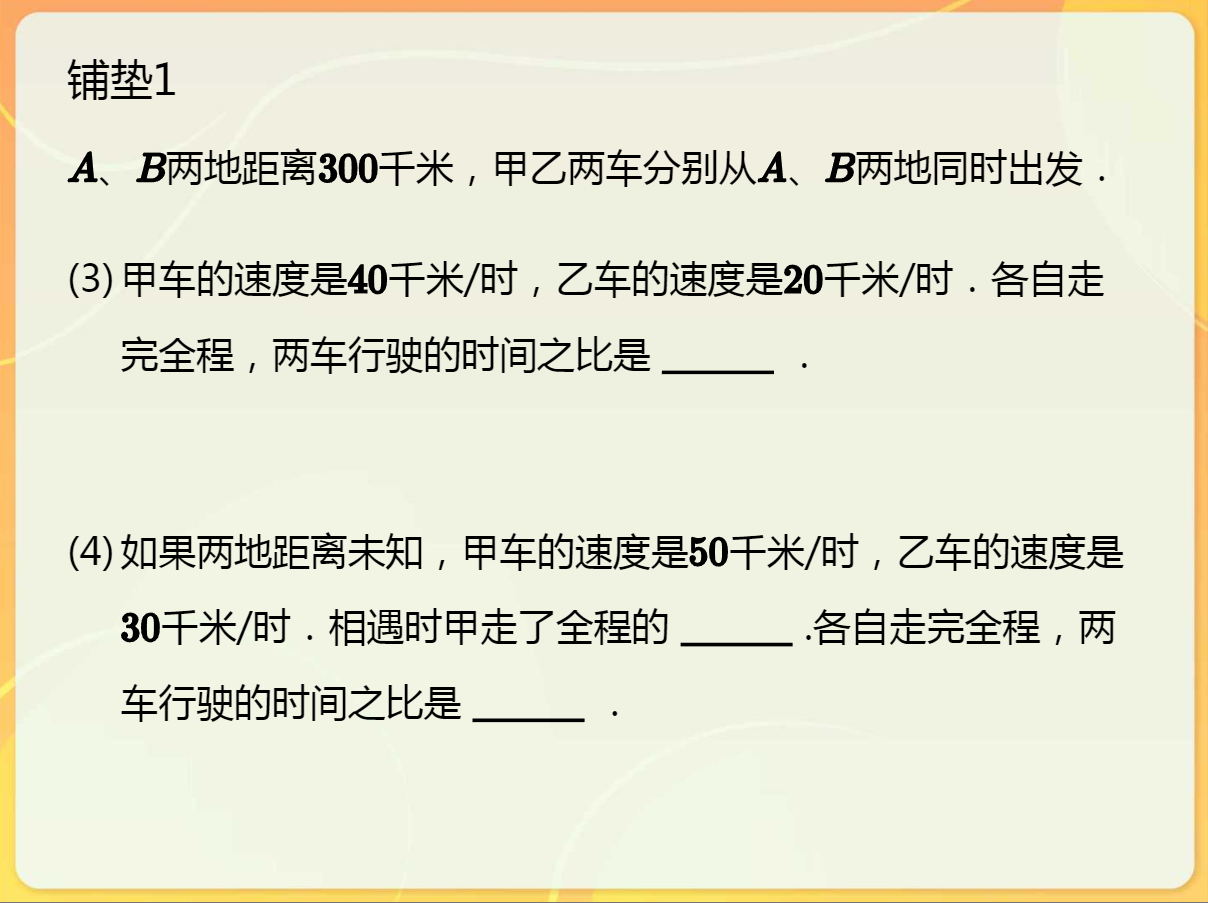 铺垫1
A、B两地距离300千米，甲乙两车分别从A、B两地同时出发．
(3) 甲车的速度是40千米/时，乙车的速度是20千米/时．各自走
完全程，两车行驶的时间之比是 ______ ．
(4) 如果两地距离未知，甲车的速度是50千米/时，乙车的速度是
30千米/时．相遇时甲走了全程的 ______ .各自走完全程，两
车行驶的时间之比是 ______ ．